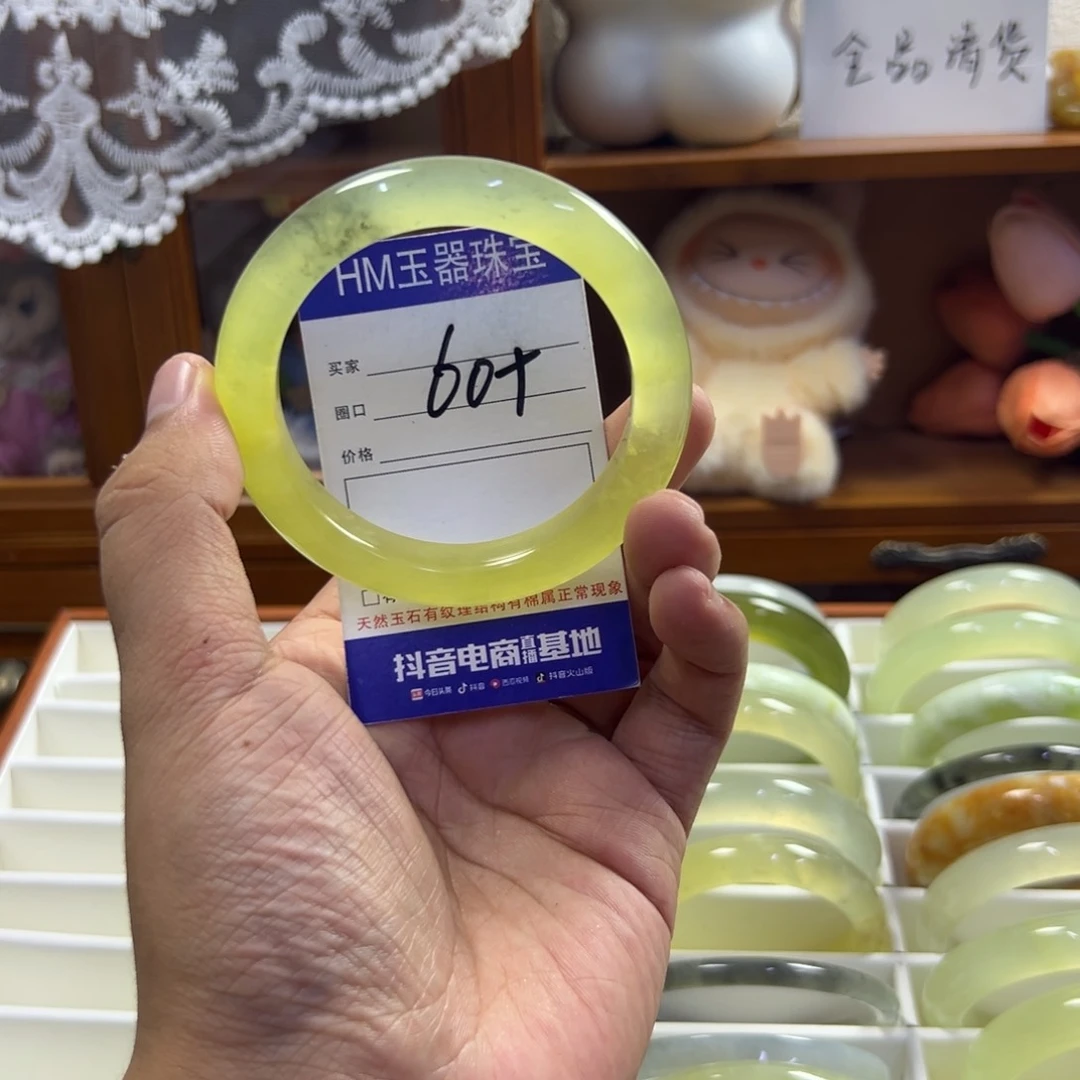 全品清货
HM玉器珠宝
买家
60+
圈口
价格
天然玉石有纹理结构有棉属正常现象
抖音电商直播基地
今日头条 抖音 西瓜视频 抖音火山版